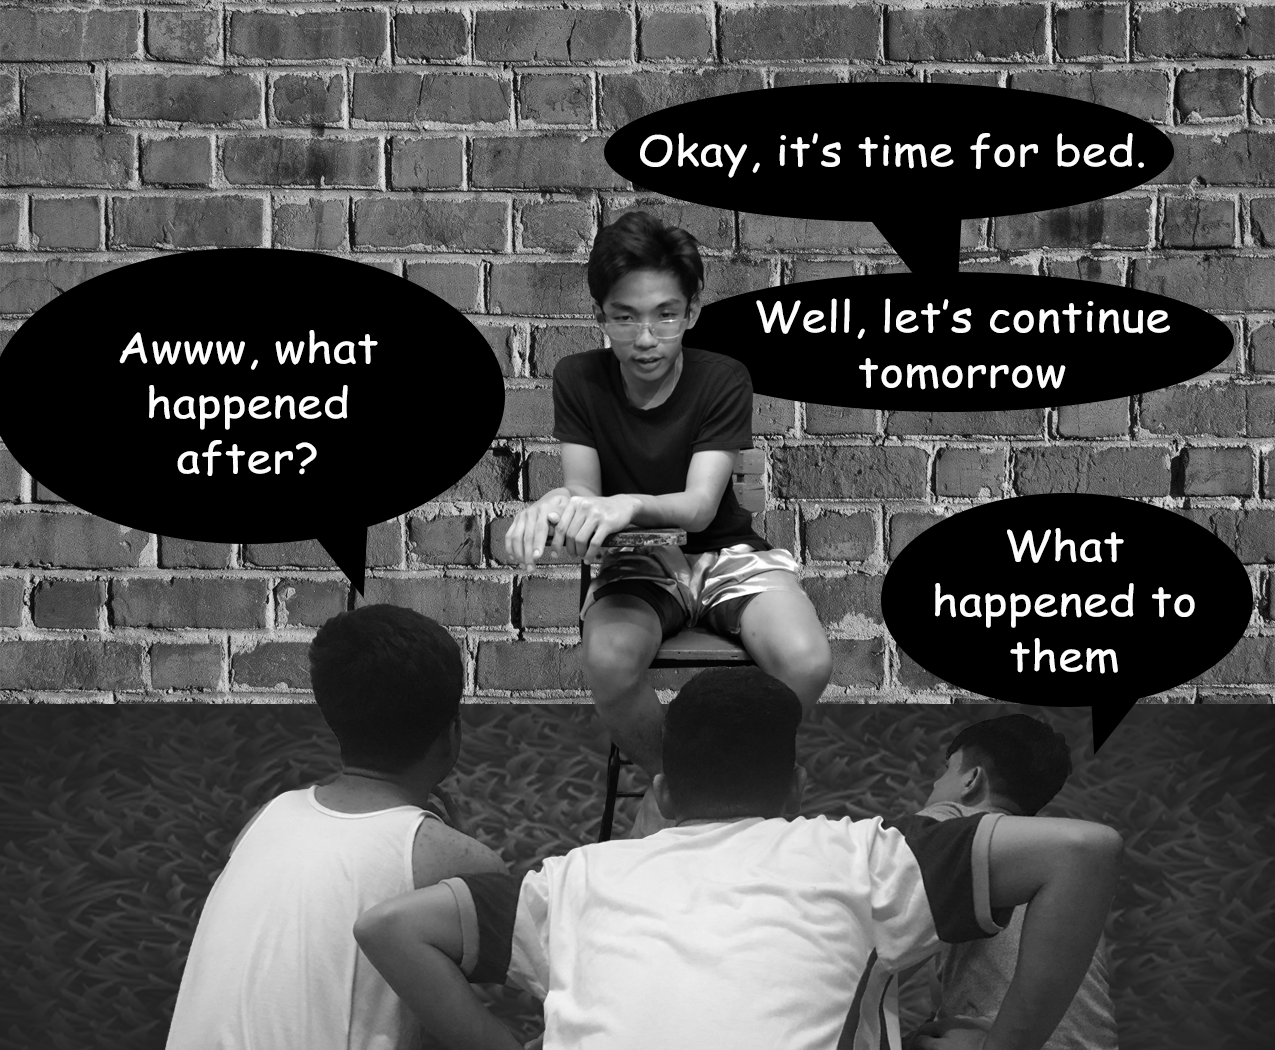 Okay, it's time for bed.
Well, let's continue
tomorrow
Awww, what
happened
after?
What
happened to
them